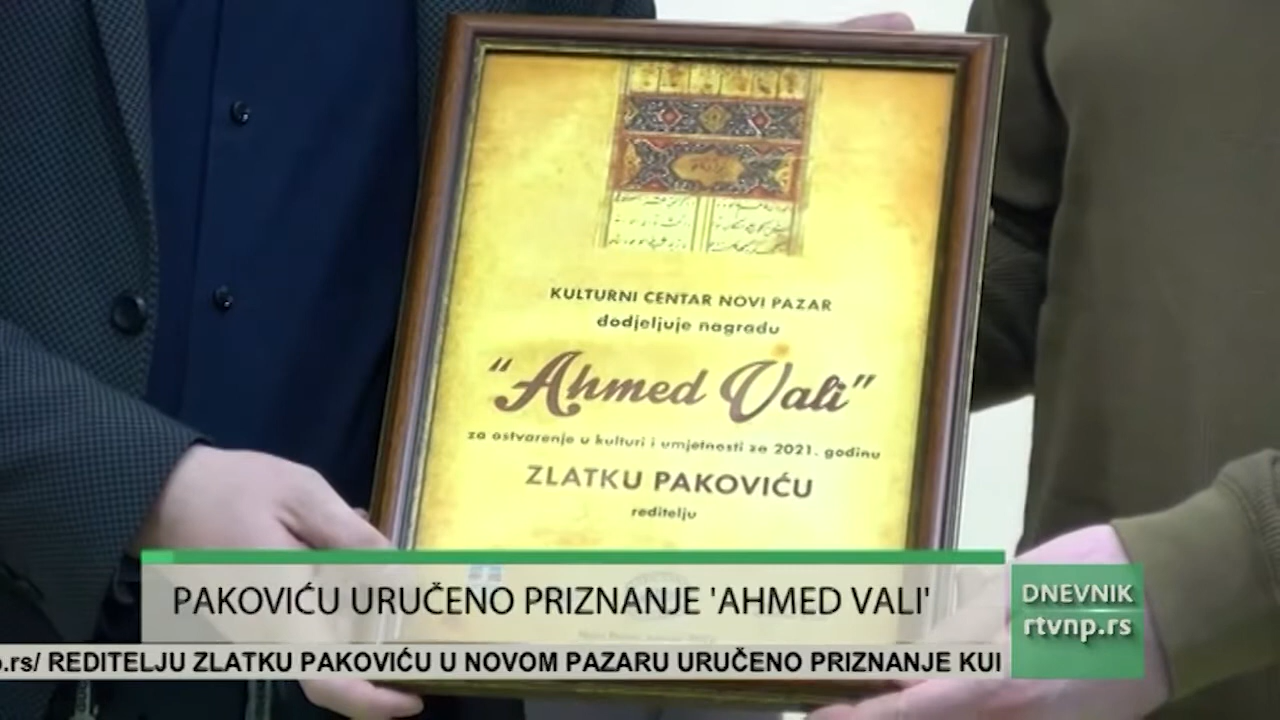 KULTURNI CENTAR NOVI PAZAR
dodjeljuje nagradu
"Ahmed Vali"
za ostvarenje u kulturi i umjetnosti za 2021. godinu
ZLATKU PAKOVIĆU
reditelju
PAKOVIĆU URUČENO PRIZNANJE 'AHMED VALI'
DNEVNIK
rtvnp.rs
p.rs/ REDITELJU ZLATKU PAKOVIĆU U NOVOM PAZARU URUČENO PRIZNANJE KUI